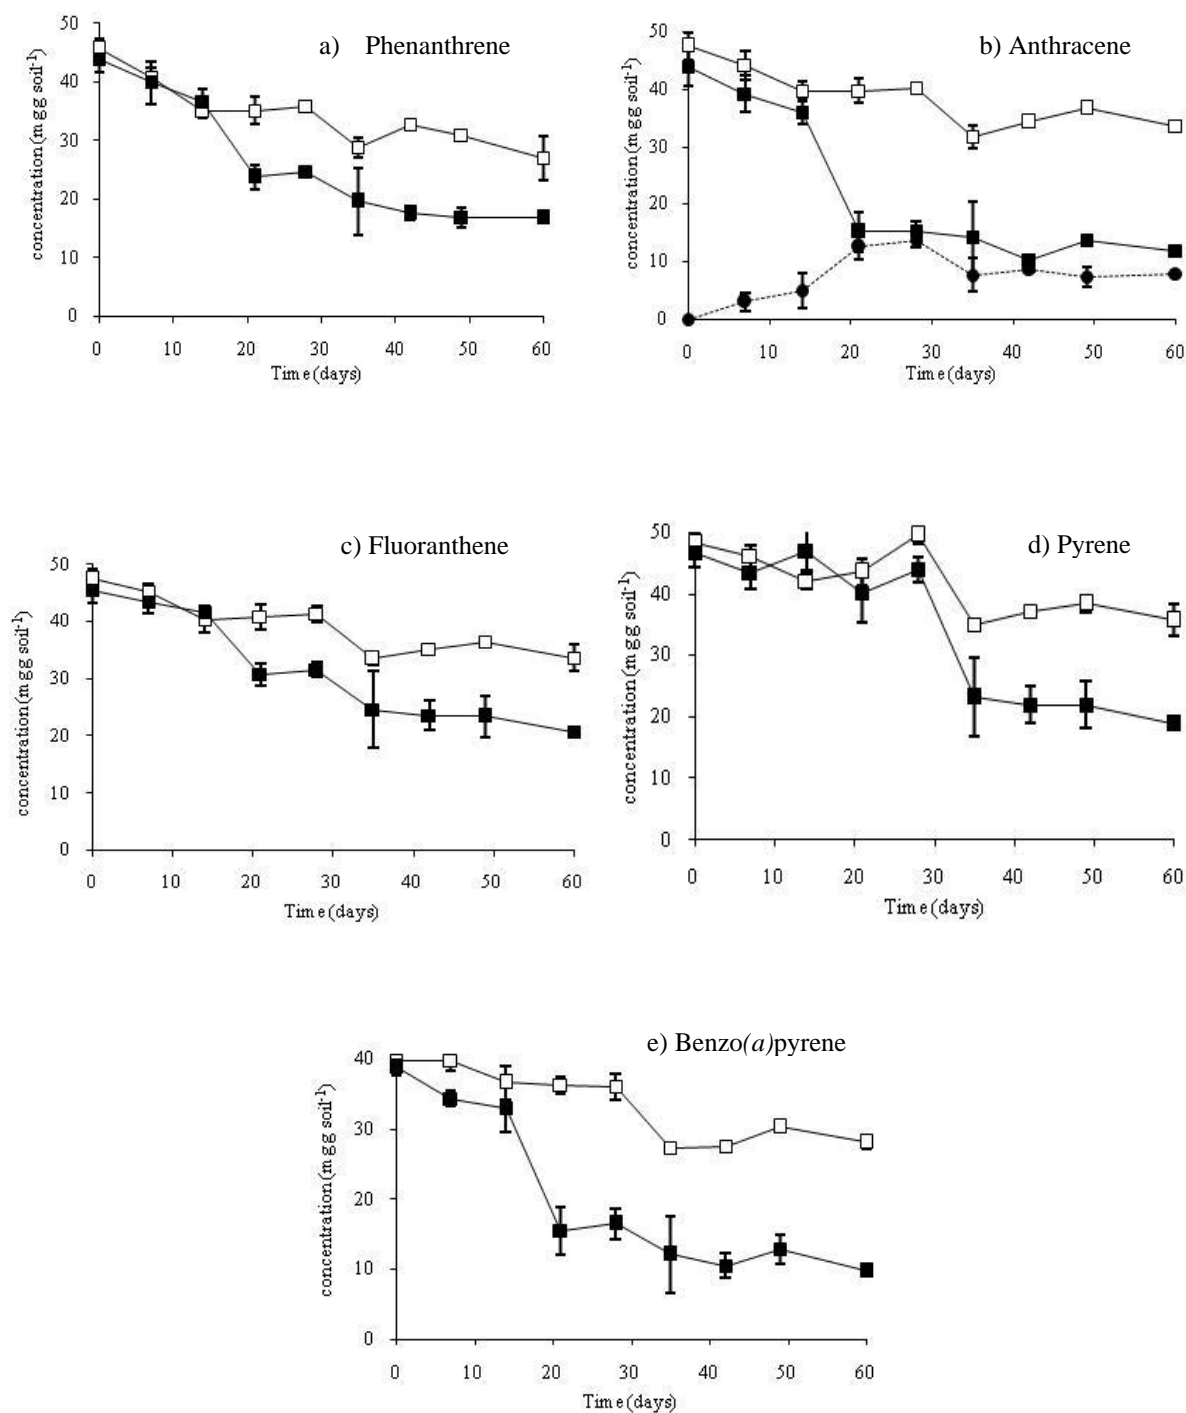 a) Phenanthrene
concentration (mg g soil-1)
50
40
30
20
10
0
0 10 20 30 40 50 60
Time (days)
b) Anthracene
concentration (mg g soil-1)
50
40
30
20
10
0
0 10 20 30 40 50 60
Time (days)
c) Fluoranthene
concentration (mg g soil-1)
50
40
30
20
10
0
0 10 20 30 40 50 60
Time (days)
d) Pyrene
concentration (mg g soil-1)
50
40
30
20
10
0
0 10 20 30 40 50 60
Time (days)
e) Benzo(a)pyrene
concentration (mg g soil-1)
40
30
20
10
0
0 10 20 30 40 50 60
Time (days)